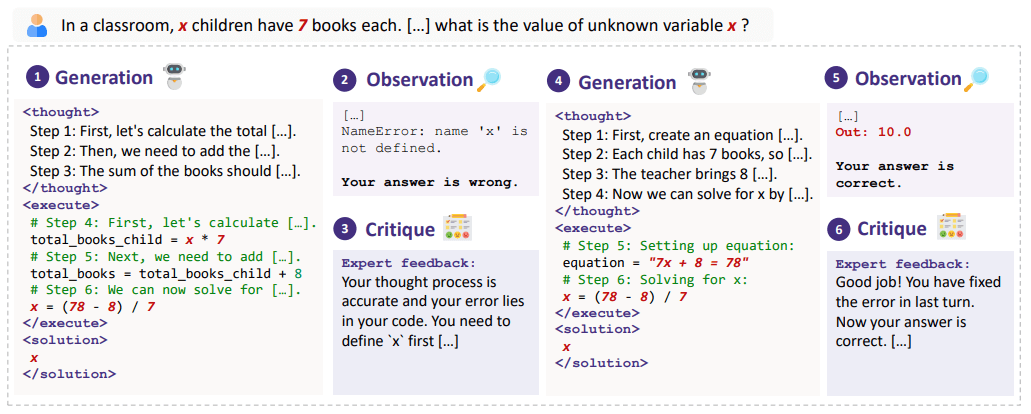 In a classroom, x children have 7 books each. […] what is the value of unknown variable x ?
1 Generation
<thought>
Step 1: First, let's calculate the total […].
Step 2: Then, we need to add the […].
Step 3: The sum of the books should […].
</thought>
<execute>
# Step 4: First, let's calculate […].
total_books_child = x * 7
# Step 5: Next, we need to add […].
total_books = total_books_child + 8
# Step 6: We can now solve for […].
x = (78 - 8) / 7
</execute>
<solution>
x
</solution>
2 Observation
[…]
NameError: name 'x' is
not defined.
Your answer is wrong.
3 Critique
Expert feedback:
Your thought process is
accurate and your error lies
in your code. You need to
define `x` first […]
4 Generation
<thought>
Step 1: First, create an equation […].
Step 2: Each child has 7 books, so […].
Step 3: The teacher brings 8 […].
Step 4: Now we can solve for x by […].
</thought>
<execute>
# Step 5: Setting up equation:
equation = "7x + 8 = 78"
# Step 6: Solving for x:
x = (78 - 8) / 7
</execute>
<solution>
x
</solution>
5 Observation
[…]
Out: 10.0
Your answer is
correct.
6 Critique
Expert feedback:
Good job! You have fixed
the error in last turn.
Now your answer is
correct. […]